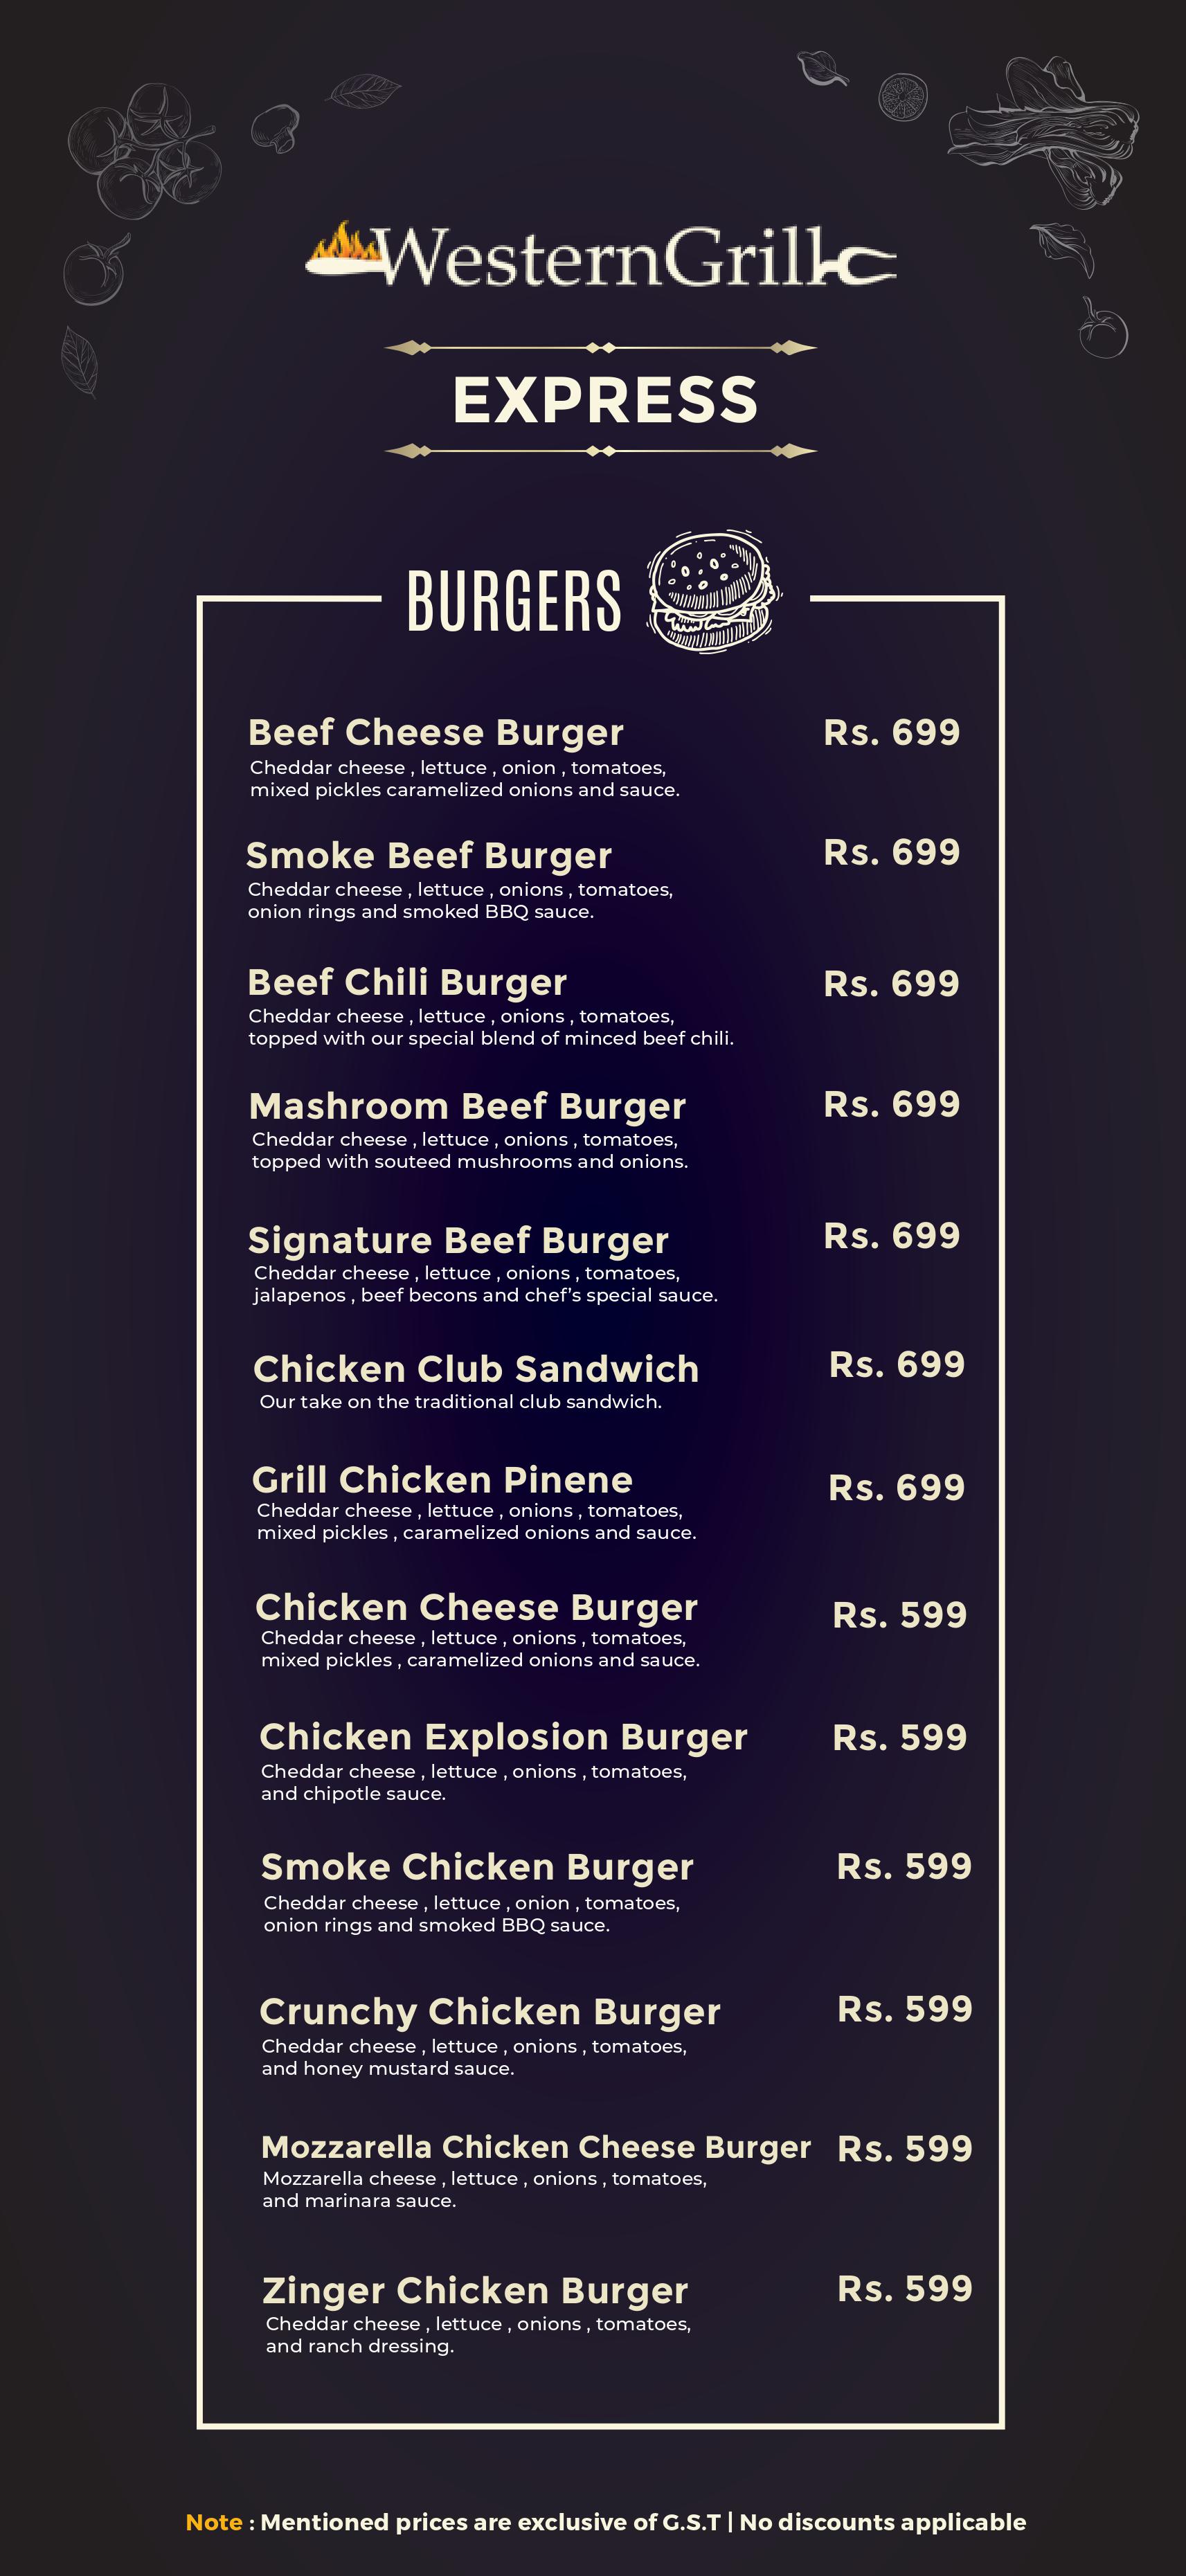 WesternGrill
EXPRESS
BURGERS
Beef Cheese Burger Rs. 699
Cheddar cheese , lettuce , onion , tomatoes,
mixed pickles caramelized onions and sauce.
Smoke Beef Burger Rs. 699
Cheddar cheese , lettuce , onions , tomatoes,
onion rings and smoked BBQ sauce.
Beef Chili Burger Rs. 699
Cheddar cheese , lettuce , onions , tomatoes,
topped with our special blend of minced beef chili.
Mashroom Beef Burger Rs. 699
Cheddar cheese , lettuce , onions , tomatoes,
topped with souteed mushrooms and onions.
Signature Beef Burger Rs. 699
Cheddar cheese , lettuce , onions , tomatoes,
jalapenos , beef becons and chef's special sauce.
Chicken Club Sandwich Rs. 699
Our take on the traditional club sandwich.
Grill Chicken Pinene Rs. 699
Cheddar cheese , lettuce , onions , tomatoes,
mixed pickles , caramelized onions and sauce.
Chicken Cheese Burger Rs. 599
Cheddar cheese , lettuce , onions , tomatoes,
mixed pickles , caramelized onions and sauce.
Chicken Explosion Burger Rs. 599
Cheddar cheese , lettuce , onions , tomatoes,
and chipotle sauce.
Smoke Chicken Burger Rs. 599
Cheddar cheese , lettuce , onion , tomatoes,
onion rings and smoked BBQ sauce.
Crunchy Chicken Burger Rs. 599
Cheddar cheese , lettuce , onions , tomatoes,
and honey mustard sauce.
Mozzarella Chicken Cheese Burger Rs. 599
Mozzarella cheese , lettuce , onions , tomatoes,
and marinara sauce.
Zinger Chicken Burger Rs. 599
Cheddar cheese , lettuce , onions , tomatoes,
and ranch dressing.
Note : Mentioned prices are exclusive of G.S.T | No discounts applicable